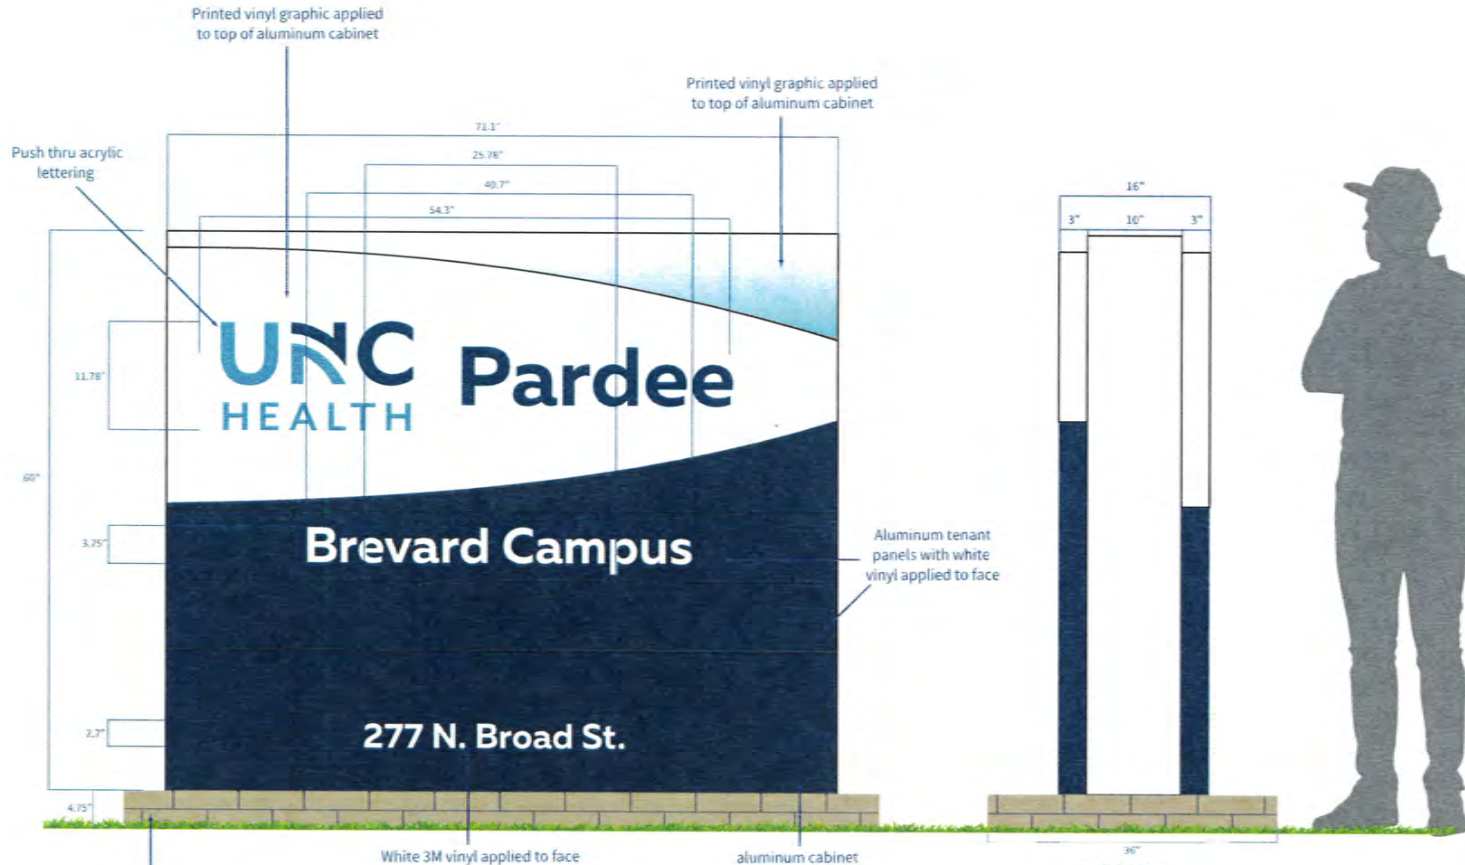 Printed vinyl graphic applied
to top of aluminum cabinet
Printed vinyl graphic applied
to top of aluminum cabinet
Push thru acrylic
lettering
71.1"
25.78"
40.7"
54.3"
16"
3" 10" 3"
UNC
HEALTH
Pardee
11.78"
60"
Brevard Campus
3.75"
Aluminum tenant
panels with white
vinyl applied to face
2.7"
277 N. Broad St.
4.75"
White 3M vinyl applied to face
aluminum cabinet
36"